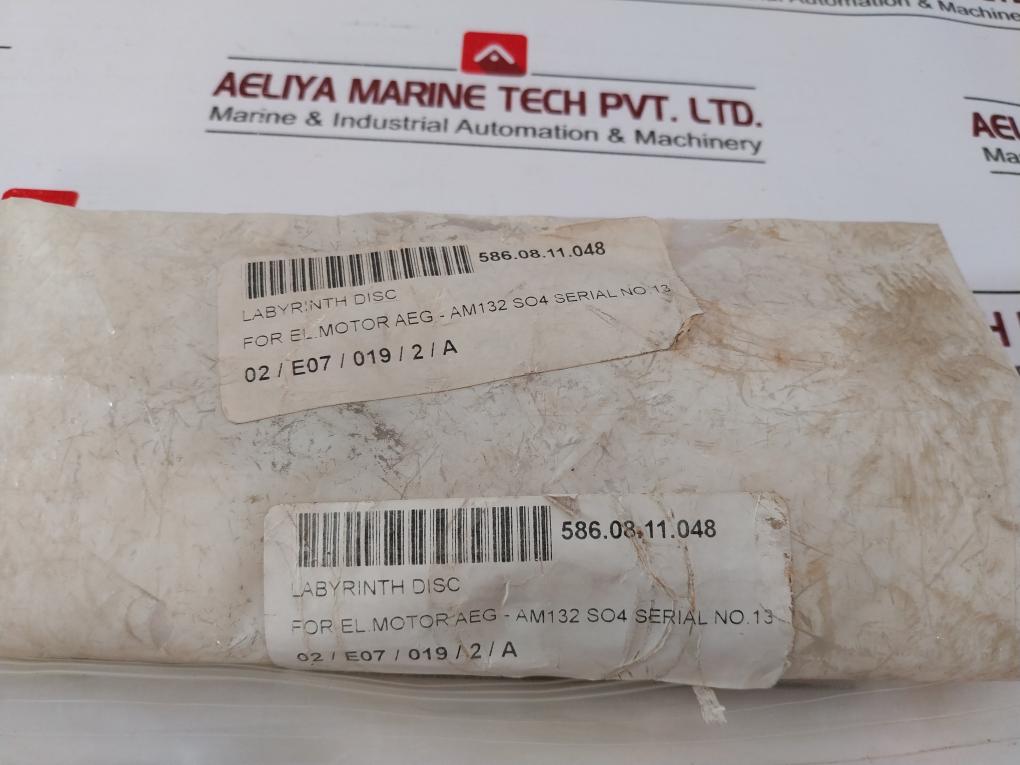 Automation & Machine
AELIYA MARINE TECH PVT. LTD.
Marine & Industrial Automation & Machinery
AEL
Ma
H
586.08.11.048
LABYRINTH DISC
FOR EL.MOTOR AEG - AM132 SO4 SERIAL NO.13
02 / E07 / 019 / 2 / A
586.08.11.048
LABYRINTH DISC
FOR EL.MOTOR AEG - AM132 SO4 SERIAL NO.13
02 / E07 / 019 / 2 / A